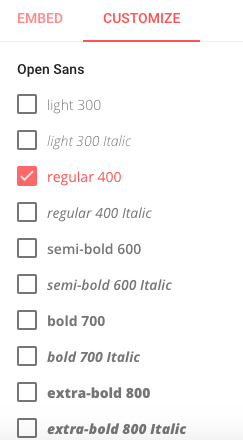 EMBED CUSTOMIZE
Open Sans
light 300
light 300 Italic
regular 400
regular 400 Italic
semi-bold 600
semi-bold 600 Italic
bold 700
bold 700 Italic
extra-bold 800
extra-bold 800 Italic